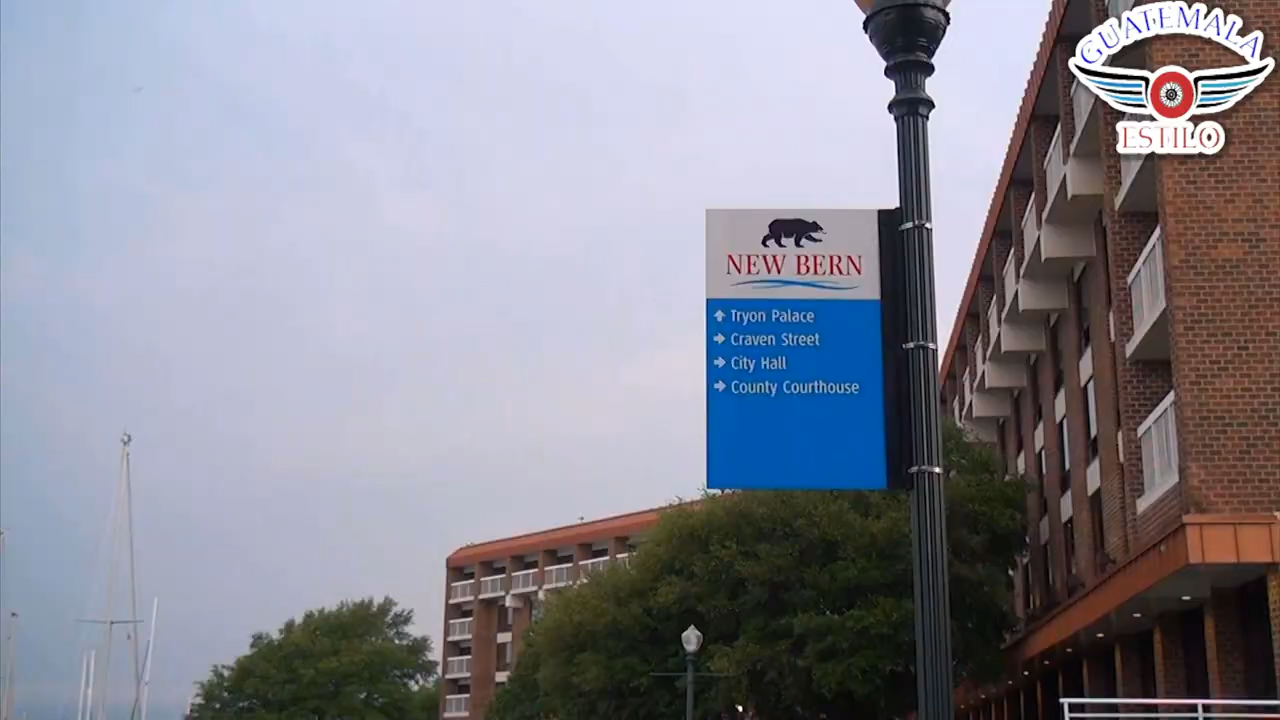 GUATEMALA
ESTILO
NEW BERN
Tryon Palace
Craven Street
City Hall
County Courthouse